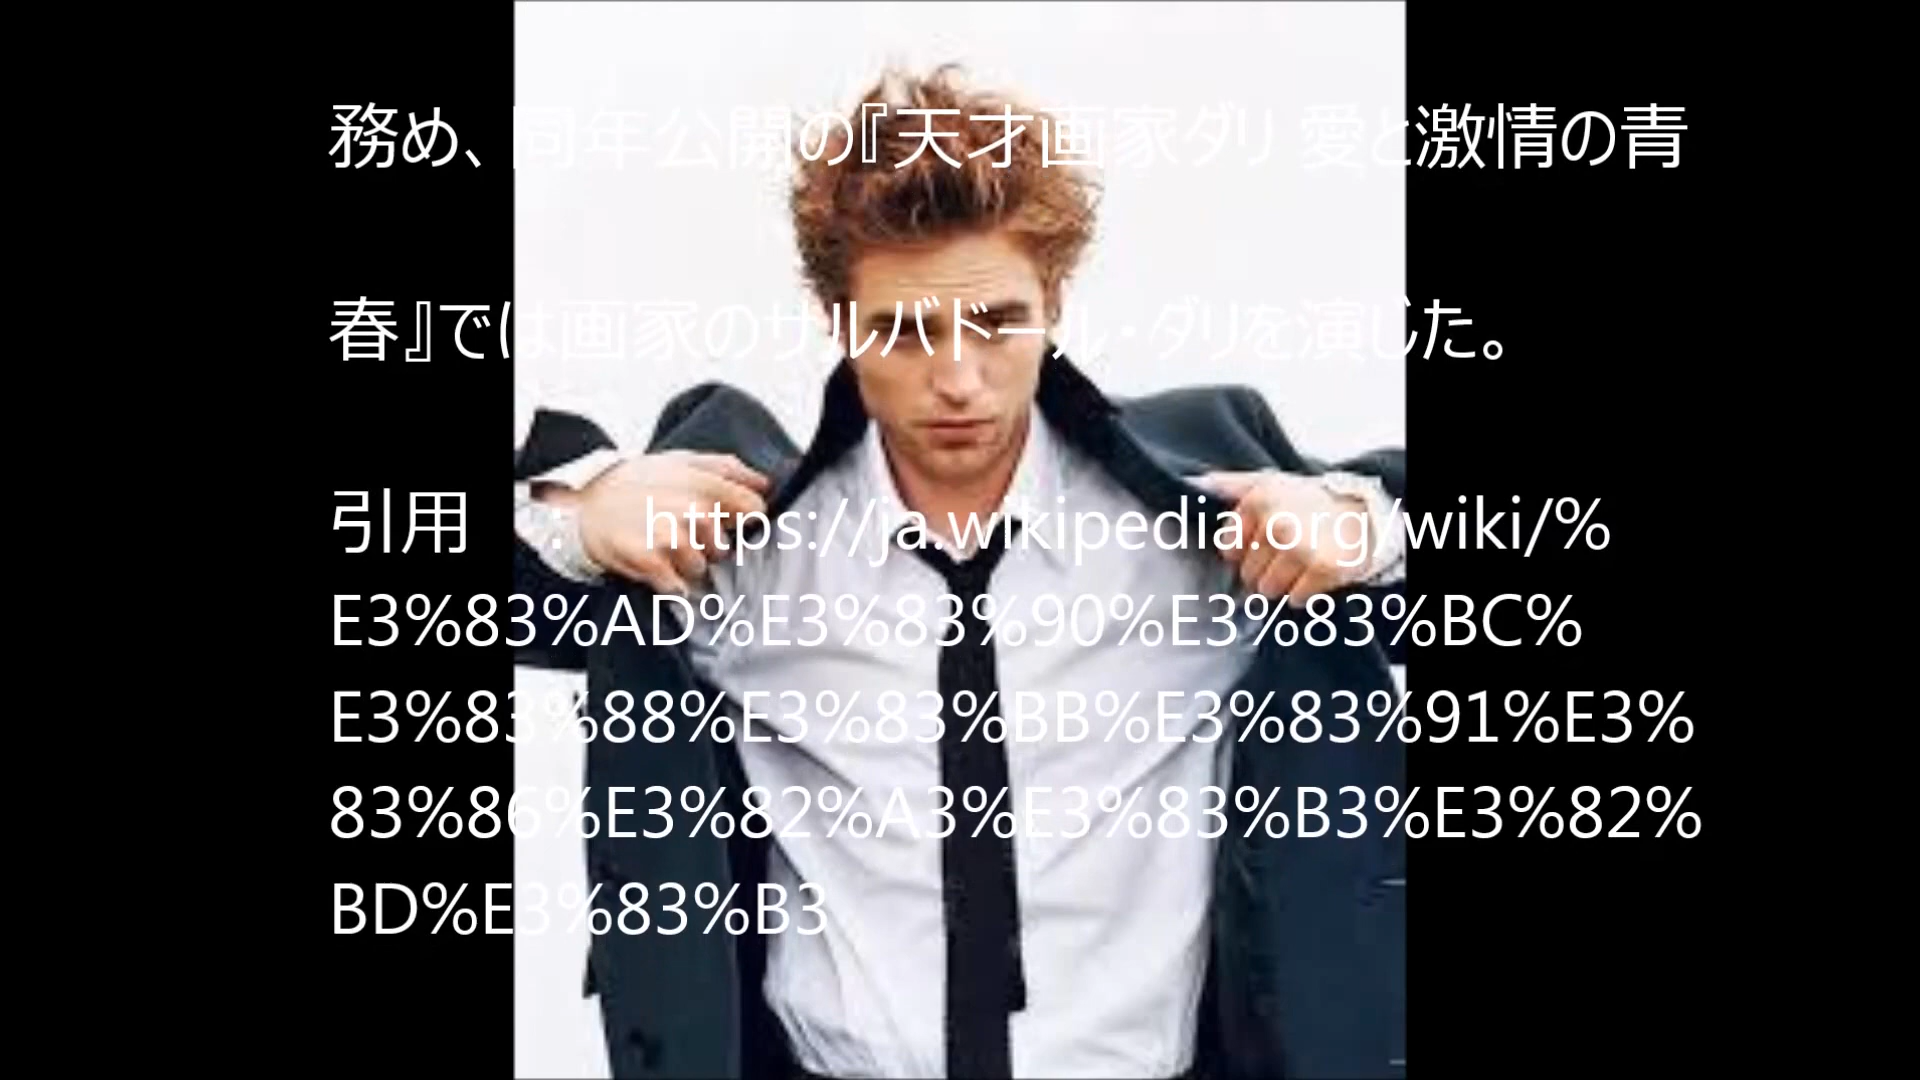 務め、同年公開の『天才画家ダリ 愛と激情の青
春』では画家のサルバドール・ダリを演じた。
引用　：　https://ja.wikipedia.org/wiki/%
E3%83%AD%E3%83%90%E3%83%BC%
E3%83%88%E3%83%BB%E3%83%91%E3%
83%86%E3%82%A3%E3%83%B3%E3%82%
BD%E3%83%B3